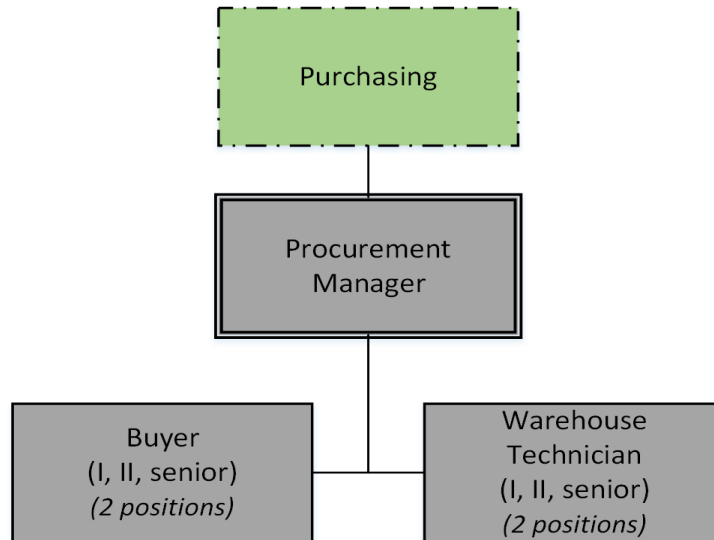 Purchasing
Procurement
Manager
Buyer
(I, II, senior)
(2 positions)
Warehouse
Technician
(I, II, senior)
(2 positions)